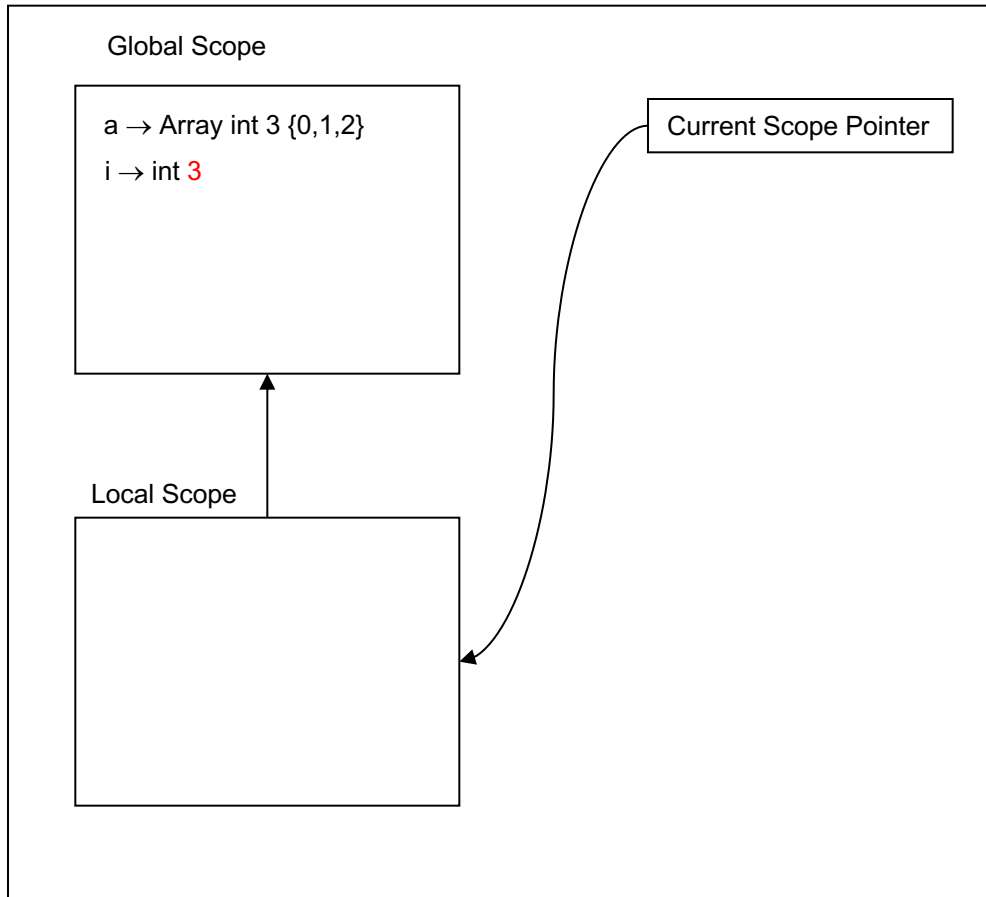 Global Scope
a → Array int 3 {0,1,2}
i → int 3
Current Scope Pointer
Local Scope